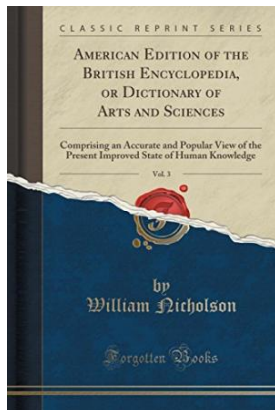 CLASSIC REPRINT SERIES
AMERICAN EDITION OF THE
BRITISH ENCYCLOPEDIA,
OR DICTIONARY OF
ARTS AND SCIENCES
Comprising an Accurate and Popular View of the
Present Improved State of Human Knowledge
Vol. 3
by
William Nicholson
Forgotten Books